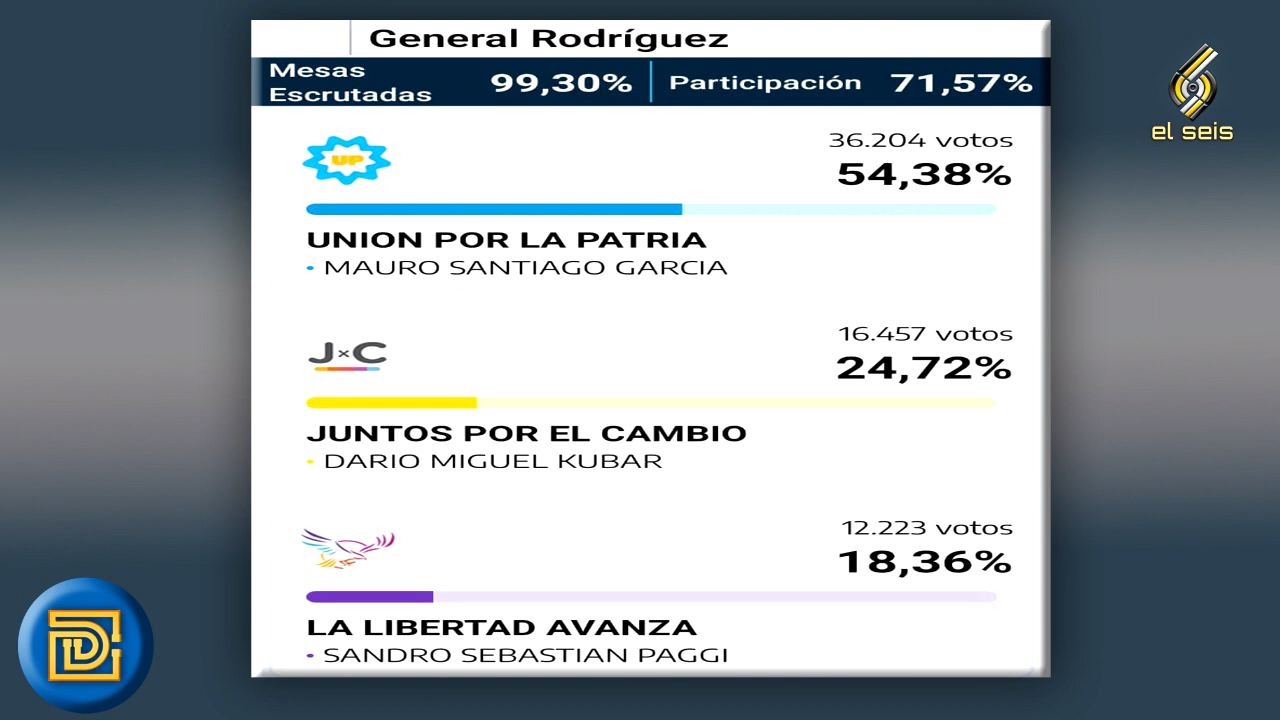 General Rodríguez
Mesas
Escrutadas
99,30%
Participación
71,57%
el seis
UP
36.204 votos
54,38%
UNION POR LA PATRIA
• MAURO SANTIAGO GARCIA
JxC
16.457 votos
24,72%
JUNTOS POR EL CAMBIO
• DARIO MIGUEL KUBAR
12.223 votos
18,36%
LA LIBERTAD AVANZA
• SANDRO SEBASTIAN PAGGI